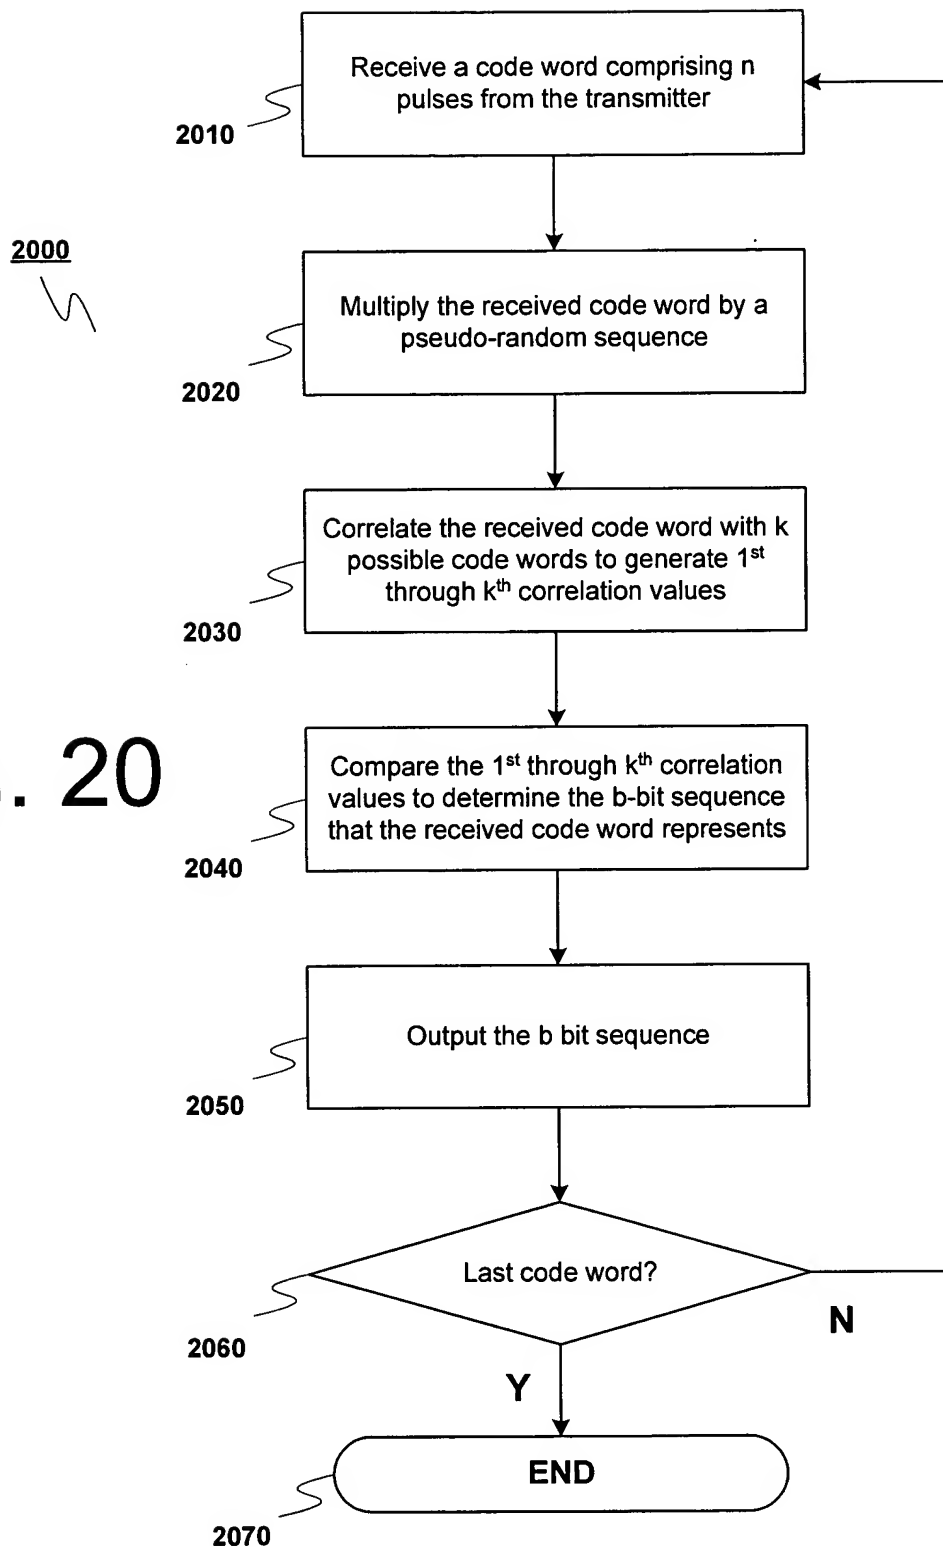 Receive a code word comprising n
pulses from the transmitter
2010
2000
Multiply the received code word by a
pseudo-random sequence
2020
Correlate the received code word with k
possible code words to generate 1st
through kth correlation values
2030
. 20
Compare the 1st through kth correlation
values to determine the b-bit sequence
that the received code word represents
2040
Output the b bit sequence
2050
Last code word?
2060
N
Y
END
2070